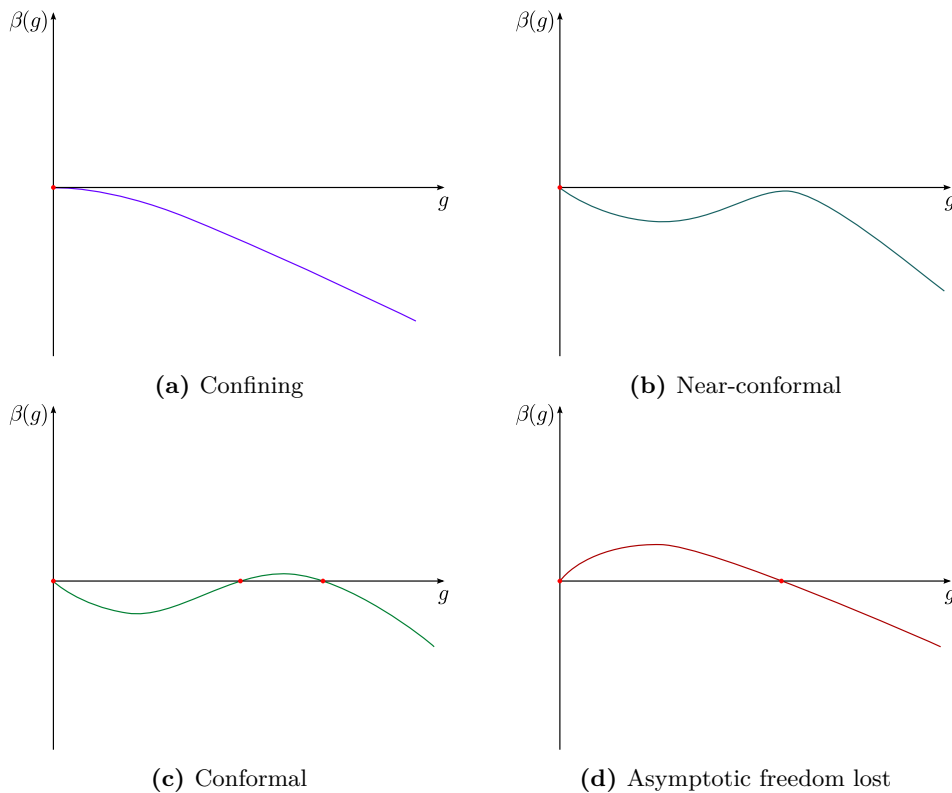 β(g)
g
(a) Confining
β(g)
g
(b) Near-conformal
β(g)
g
(c) Conformal
β(g)
g
(d) Asymptotic freedom lost